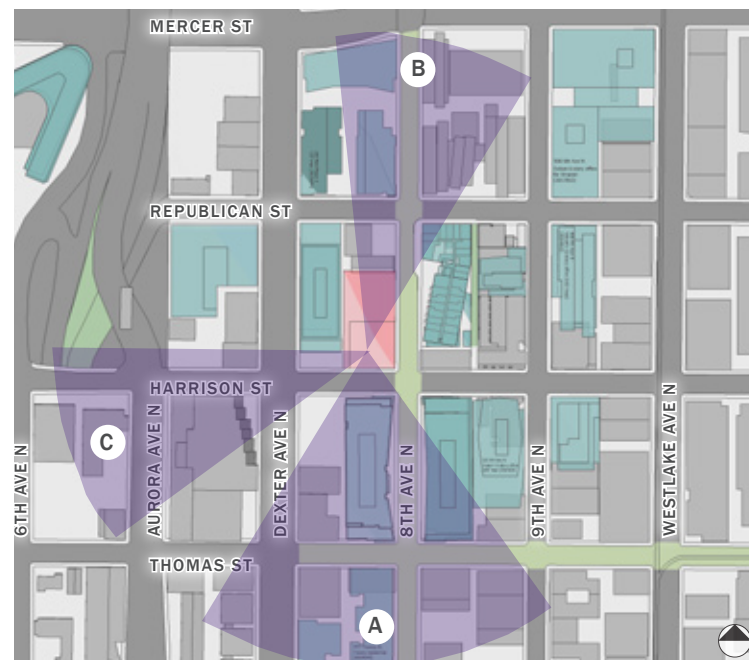 MERCER ST
B
REPUBLICAN ST
HARRISON ST
C
6TH AVE N
AURORA AVE N
DEXTER AVE N
8TH AVE N
9TH AVE N
WESTLAKE AVE N
THOMAS ST
A